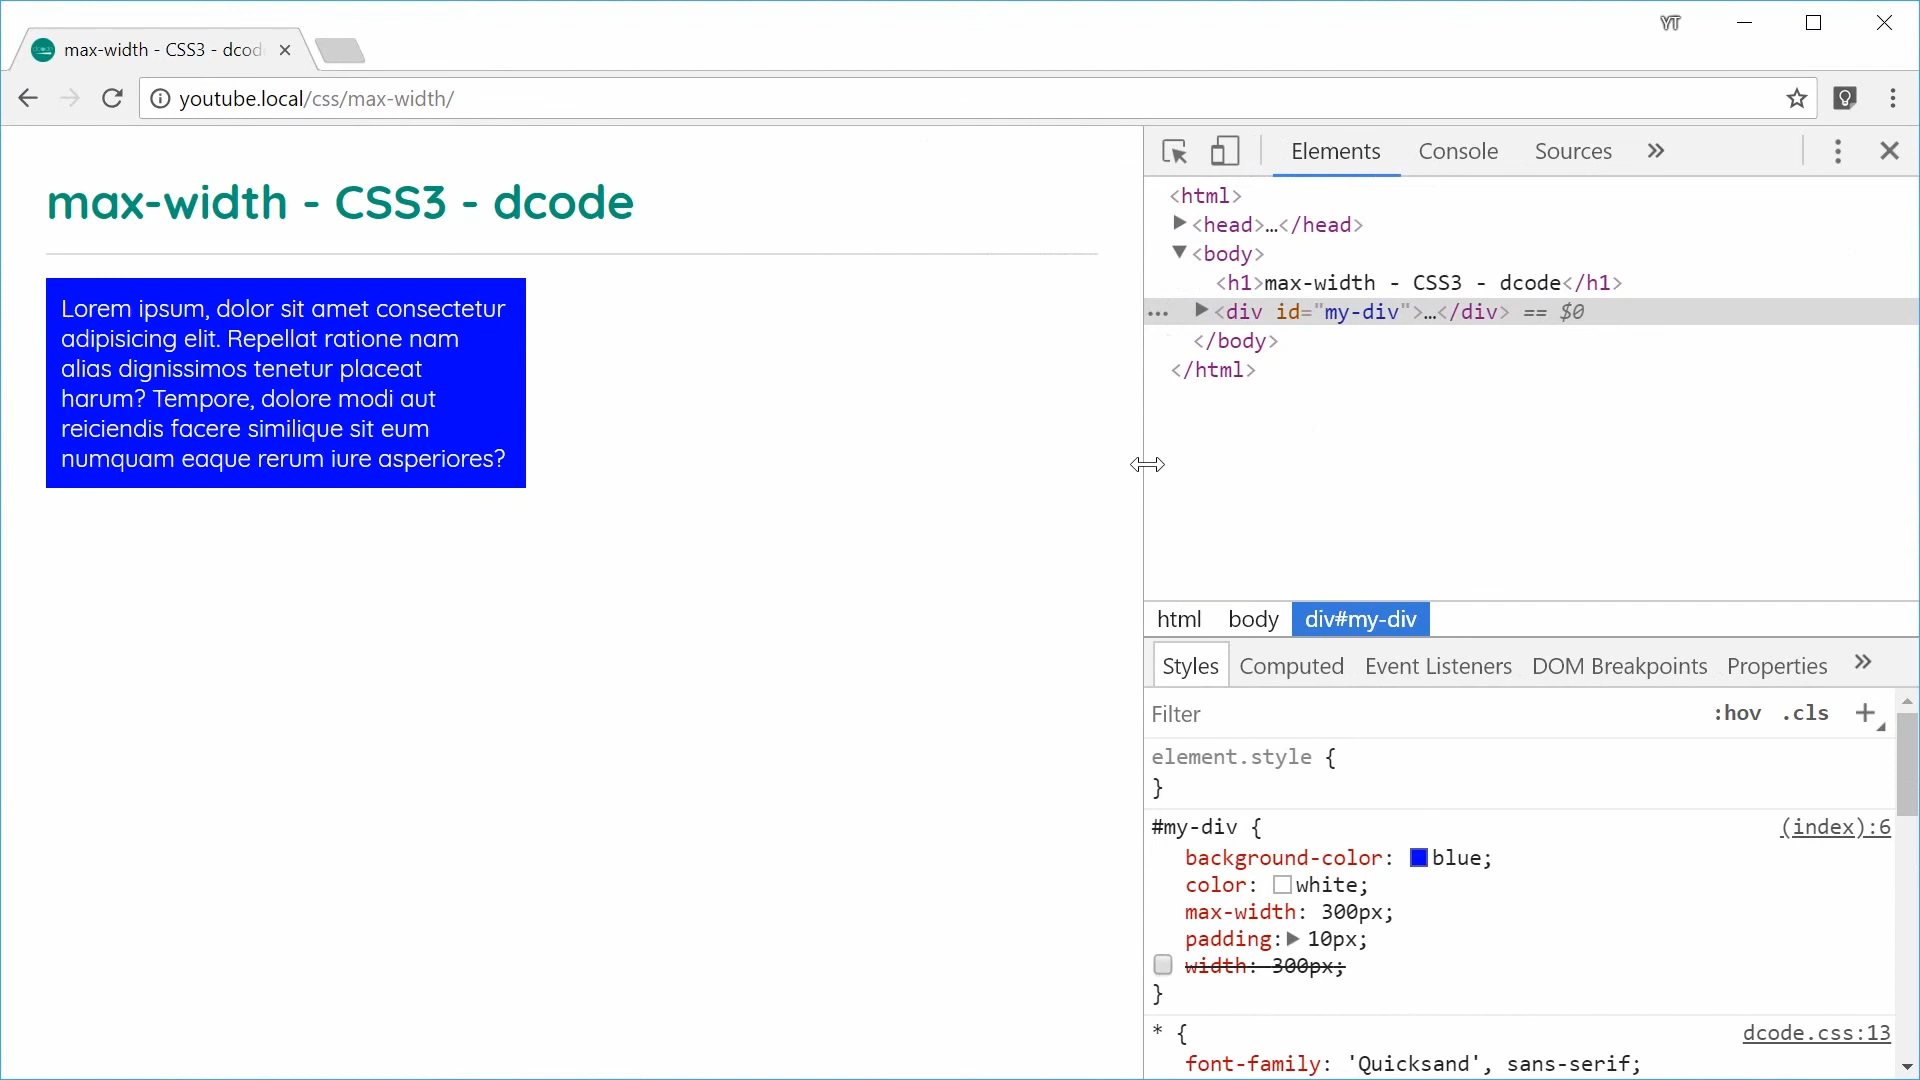 YT
max-width - CSS3 - dcod
youtube.local/css/max-width/
max-width - CSS3 - dcode
Lorem ipsum, dolor sit amet consectetur
adipisicing elit. Repellat ratione nam
alias dignissimos tenetur placeat
harum? Tempore, dolore modi aut
reiciendis facere similique sit eum
numquam eaque rerum iure asperiores?
Elements Console Sources »
<html>
<head>…</head>
<body>
<h1>max-width - CSS3 - dcode</h1>
… <div id="my-div">…</div> == $0
</body>
</html>
html body div#my-div
Styles Computed Event Listeners DOM Breakpoints Properties »
Filter :hov .cls +
element.style {
}
#my-div { (index):6
background-color: blue;
color: white;
max-width: 300px;
padding: 10px;
width: 300px;
}
* { dcode.css:13
font-family: 'Quicksand', sans-serif;